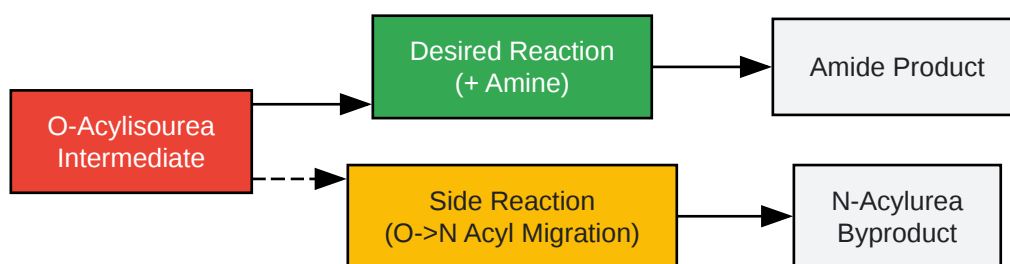 O-Acylisourea
Intermediate
Desired Reaction
(+ Amine)
Amide Product
Side Reaction
(O->N Acyl Migration)
N-Acylurea
Byproduct